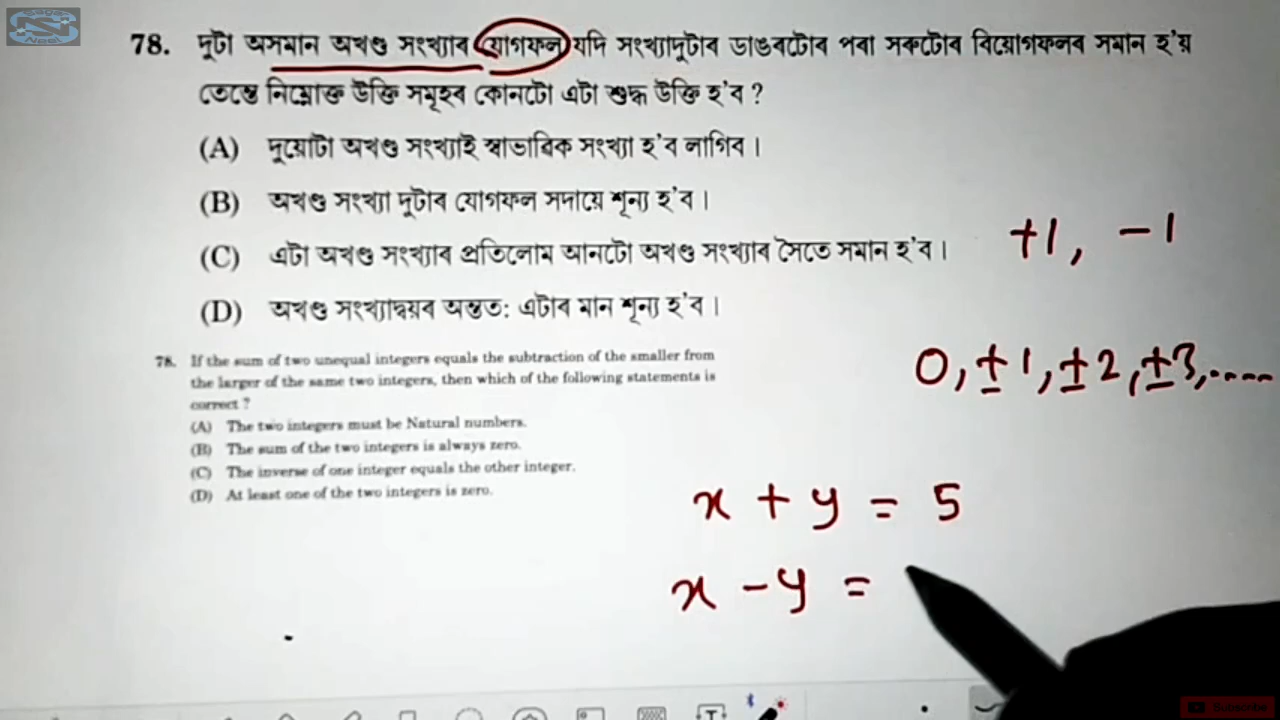 78. দুটা অসমান অখণ্ড সংখ্যাৰ যোগফল যদি সংখ্যাদুটাৰ ডাঙৰটোৰ পৰা সৰুটোৰ বিয়োগফলৰ সমান হ'য়
তেন্তে নিম্নোক্ত উক্তি সমূহৰ কোনটো এটা শুদ্ধ উক্তি হ'ব ?
(A) দুয়োটা অখণ্ড সংখ্যাই স্বাভাৱিক সংখ্যা হ'ব লাগিব ।
(B) অখণ্ড সংখ্যা দুটাৰ যোগফল সদায়ে শূন্য হ'ব ।
+1, -1
(C) এটা অখণ্ড সংখ্যাৰ প্ৰতিলোম আনটো অখণ্ড সংখ্যাৰ সৈতে সমান হ'ব ।
(D) অখণ্ড সংখ্যাদ্বয়ৰ অন্তত: এটাৰ মান শূন্য হ'ব ।
0, ±1, ±2, ±3, .....
78. If the sum of two unequal integers equals the subtraction of the smaller from
the larger of the same two integers, then which of the following statements is
correct ?
(A) The two integers must be Natural numbers.
(B) The sum of the two integers is always zero.
(C) The inverse of one integer equals the other integer.
(D) At least one of the two integers is zero.
x + y = 5
x - y =
Subscribe